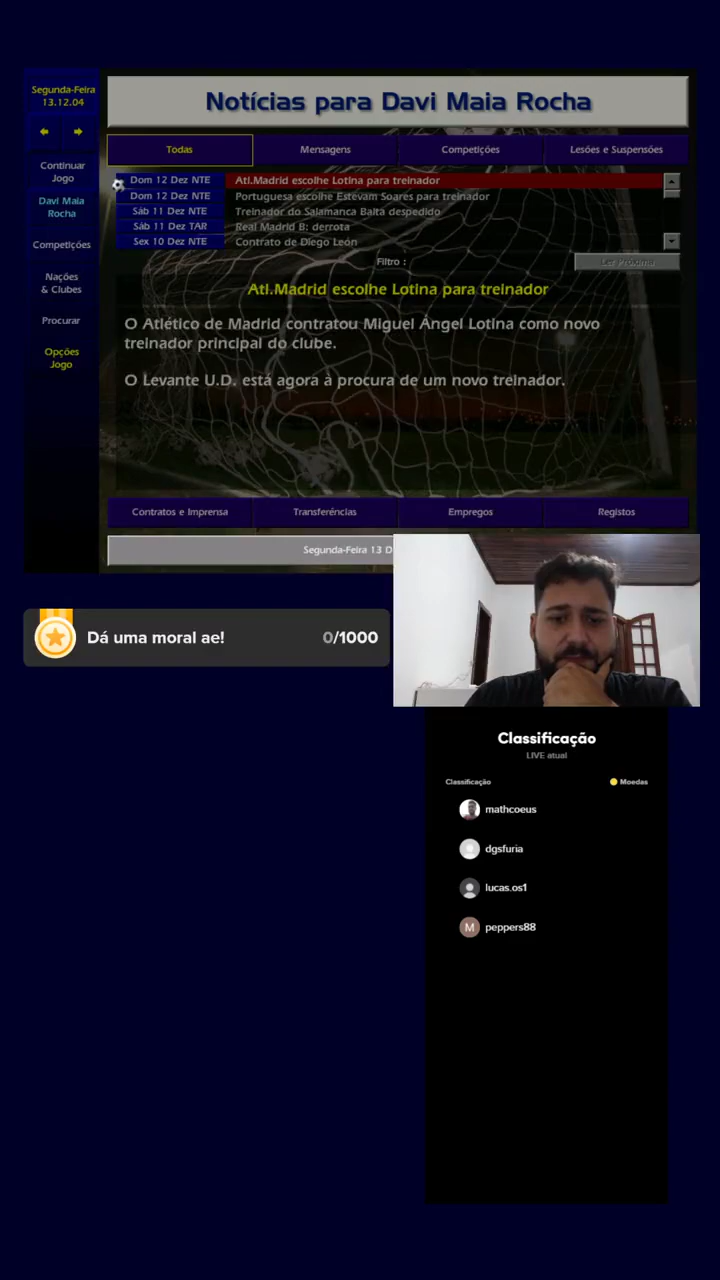 Segunda-Feira
13.12.04
Notícias para Davi Maia Rocha
Continuar
Jogo
Davi Maia
Rocha
Competições
Nações
& Clubes
Procurar
Opções
Jogo
Todas
Mensagens
Competições
Lesões e Suspensões
Dom 12 Dez NTE
Atl.Madrid escolhe Lotina para treinador
Dom 12 Dez NTE
Portuguesa escolhe Estevam Soares para treinador
Sáb 11 Dez NTE
Treinador do Salamanca Balta despedido
Sáb 11 Dez TAR
Real Madrid B: derrota
Sex 10 Dez NTE
Contrato de Diego León
Filtro :
Ler Próxima
Atl.Madrid escolhe Lotina para treinador
O Atlético de Madrid contratou Miguel Ángel Lotina como novo
treinador principal do clube.
O Levante U.D. está agora à procura de um novo treinador.
Contratos e Imprensa
Transferências
Empregos
Registos
Segunda-Feira 13 D
Dá uma moral ae!
0/1000
Classificação
LIVE atual
Classificação
Moedas
mathcoeus
dgsfuria
lucas.os1
M
peppers88